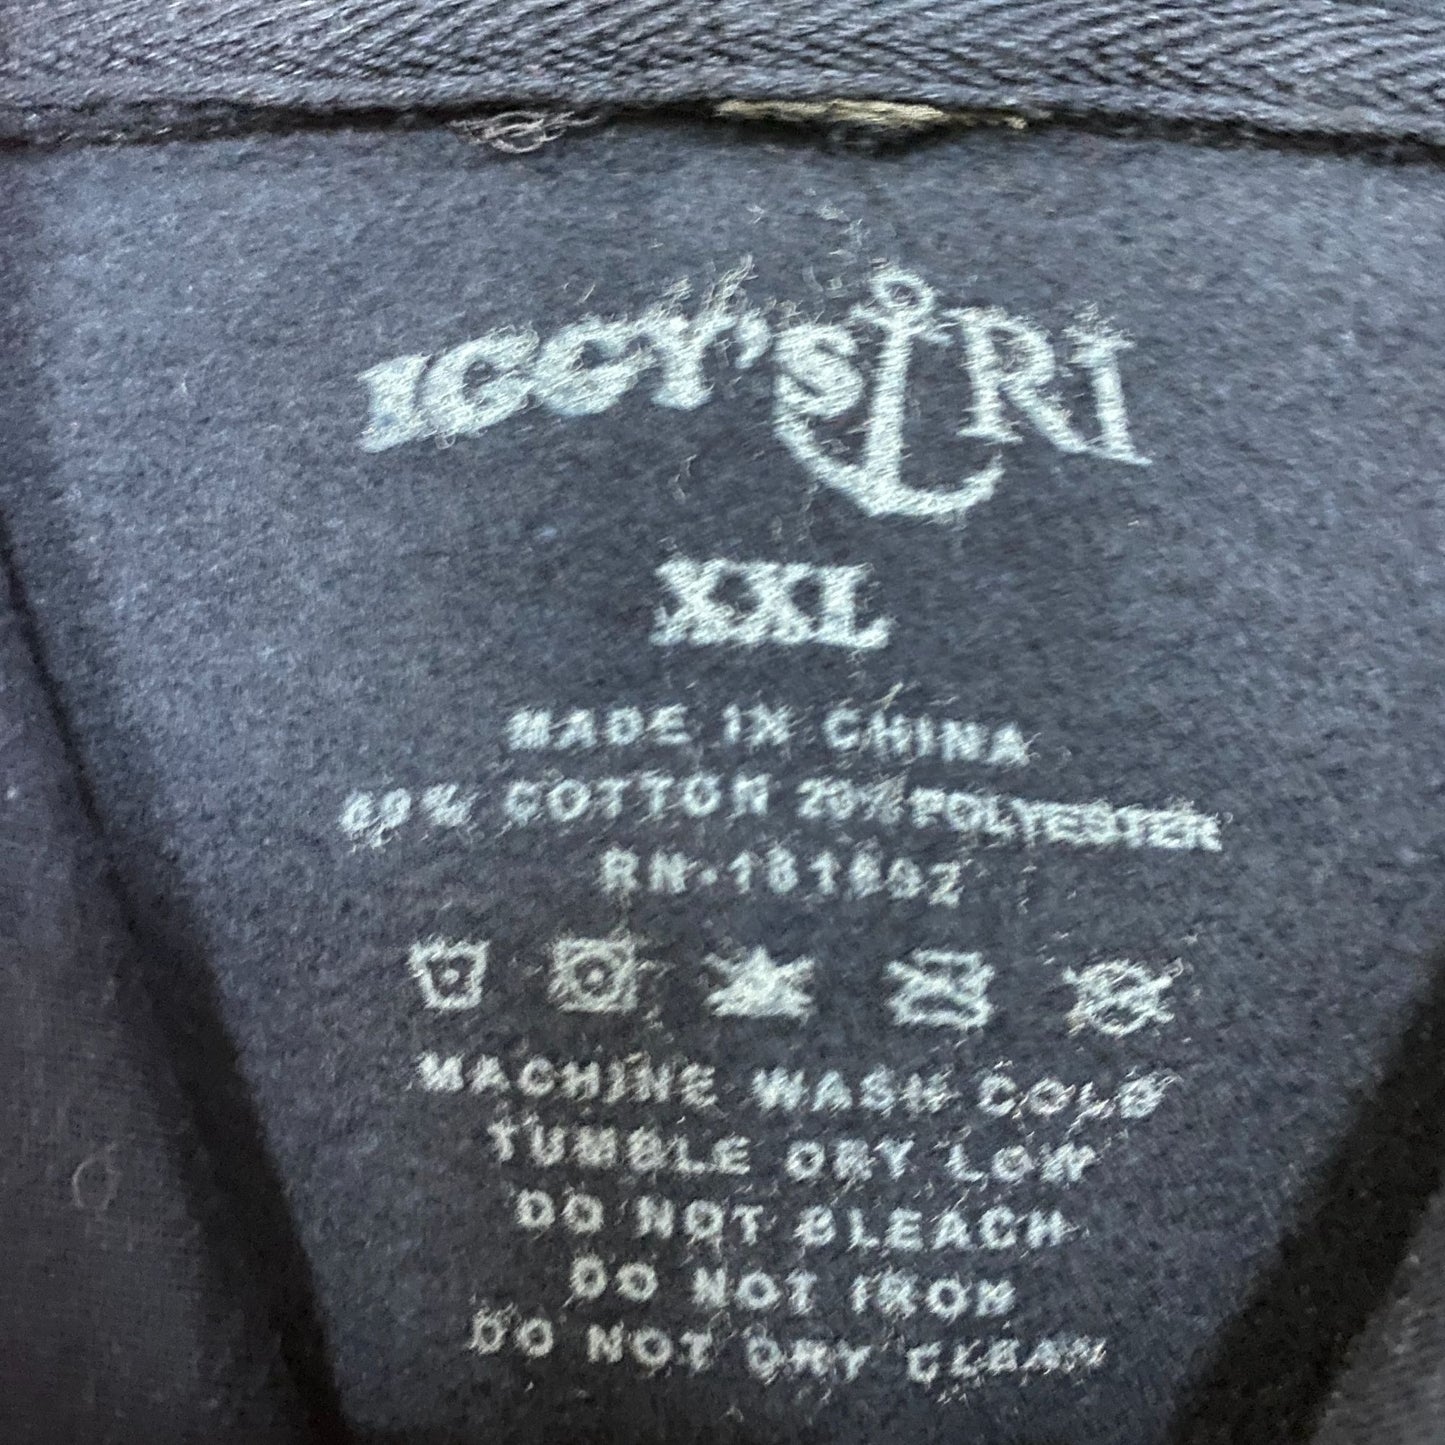 IGGY'S RI
XXL
MADE IN CHINA
COTTON 20% POLYESTER
MACHINE WASH COLD
TUMBLE DRY LOW
DO NOT BLEACH
DO NOT IRON
DO NOT DRY CLEAN